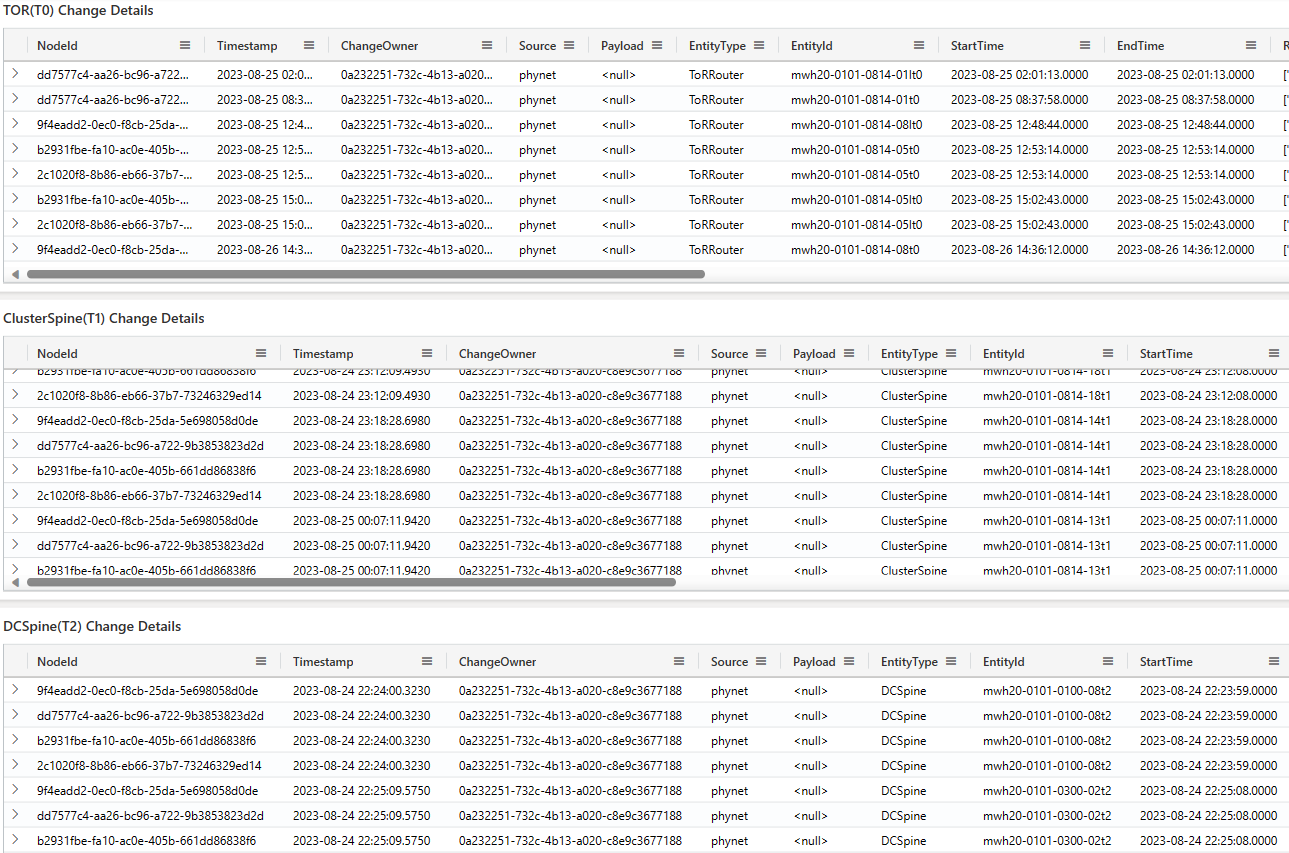 TOR(T0) Change Details
NodeId Timestamp ChangeOwner Source Payload EntityType EntityId StartTime EndTime
dd7577c4-aa26-bc96-a722... 2023-08-25 02:0... 0a232251-732c-4b13-a020... phynet <null> ToRRouter mwh20-0101-0814-01lt0 2023-08-25 02:01:13.0000 2023-08-25 02:01:13.0000 ["
dd7577c4-aa26-bc96-a722... 2023-08-25 08:3... 0a232251-732c-4b13-a020... phynet <null> ToRRouter mwh20-0101-0814-01t0 2023-08-25 08:37:58.0000 2023-08-25 08:37:58.0000 ["
9f4eadd2-0ec0-f8cb-25da-... 2023-08-25 12:4... 0a232251-732c-4b13-a020... phynet <null> ToRRouter mwh20-0101-0814-08lt0 2023-08-25 12:48:44.0000 2023-08-25 12:48:44.0000 ["
b2931fbe-fa10-ac0e-405b-... 2023-08-25 12:5... 0a232251-732c-4b13-a020... phynet <null> ToRRouter mwh20-0101-0814-05t0 2023-08-25 12:53:14.0000 2023-08-25 12:53:14.0000 ["
2c1020f8-8b86-eb66-37b7-... 2023-08-25 12:5... 0a232251-732c-4b13-a020... phynet <null> ToRRouter mwh20-0101-0814-05t0 2023-08-25 12:53:14.0000 2023-08-25 12:53:14.0000 ["
b2931fbe-fa10-ac0e-405b-... 2023-08-25 15:0... 0a232251-732c-4b13-a020... phynet <null> ToRRouter mwh20-0101-0814-05lt0 2023-08-25 15:02:43.0000 2023-08-25 15:02:43.0000 ["
2c1020f8-8b86-eb66-37b7-... 2023-08-25 15:0... 0a232251-732c-4b13-a020... phynet <null> ToRRouter mwh20-0101-0814-05lt0 2023-08-25 15:02:43.0000 2023-08-25 15:02:43.0000 ["
9f4eadd2-0ec0-f8cb-25da-... 2023-08-26 14:3... 0a232251-732c-4b13-a020... phynet <null> ToRRouter mwh20-0101-0814-08t0 2023-08-26 14:36:12.0000 2023-08-26 14:36:12.0000 ["
ClusterSpine(T1) Change Details
NodeId Timestamp ChangeOwner Source Payload EntityType EntityId StartTime
b2931fbe-fa10-ac0e-405b-661dd86838f6 2023-08-24 23:12:09.4930 0a232251-732c-4b13-a020-c8e9c3677188 phynet <null> ClusterSpine mwh20-0101-0814-18t1 2023-08-24 23:12:08.0000
2c1020f8-8b86-eb66-37b7-73246329ed14 2023-08-24 23:12:09.4930 0a232251-732c-4b13-a020-c8e9c3677188 phynet <null> ClusterSpine mwh20-0101-0814-18t1 2023-08-24 23:12:08.0000
9f4eadd2-0ec0-f8cb-25da-5e698058d0de 2023-08-24 23:18:28.6980 0a232251-732c-4b13-a020-c8e9c3677188 phynet <null> ClusterSpine mwh20-0101-0814-14t1 2023-08-24 23:18:28.0000
dd7577c4-aa26-bc96-a722-9b3853823d2d 2023-08-24 23:18:28.6980 0a232251-732c-4b13-a020-c8e9c3677188 phynet <null> ClusterSpine mwh20-0101-0814-14t1 2023-08-24 23:18:28.0000
b2931fbe-fa10-ac0e-405b-661dd86838f6 2023-08-24 23:18:28.6980 0a232251-732c-4b13-a020-c8e9c3677188 phynet <null> ClusterSpine mwh20-0101-0814-14t1 2023-08-24 23:18:28.0000
2c1020f8-8b86-eb66-37b7-73246329ed14 2023-08-24 23:18:28.6980 0a232251-732c-4b13-a020-c8e9c3677188 phynet <null> ClusterSpine mwh20-0101-0814-14t1 2023-08-24 23:18:28.0000
9f4eadd2-0ec0-f8cb-25da-5e698058d0de 2023-08-25 00:07:11.9420 0a232251-732c-4b13-a020-c8e9c3677188 phynet <null> ClusterSpine mwh20-0101-0814-13t1 2023-08-25 00:07:11.0000
dd7577c4-aa26-bc96-a722-9b3853823d2d 2023-08-25 00:07:11.9420 0a232251-732c-4b13-a020-c8e9c3677188 phynet <null> ClusterSpine mwh20-0101-0814-13t1 2023-08-25 00:07:11.0000
b2931fbe-fa10-ac0e-405b-661dd86838f6 2023-08-25 00:07:11.9420 0a232251-732c-4b13-a020-c8e9c3677188 phynet <null> ClusterSpine mwh20-0101-0814-13t1 2023-08-25 00:07:11.0000
DCSpine(T2) Change Details
NodeId Timestamp ChangeOwner Source Payload EntityType EntityId StartTime
9f4eadd2-0ec0-f8cb-25da-5e698058d0de 2023-08-24 22:24:00.3230 0a232251-732c-4b13-a020-c8e9c3677188 phynet <null> DCSpine mwh20-0101-0100-08t2 2023-08-24 22:23:59.0000
dd7577c4-aa26-bc96-a722-9b3853823d2d 2023-08-24 22:24:00.3230 0a232251-732c-4b13-a020-c8e9c3677188 phynet <null> DCSpine mwh20-0101-0100-08t2 2023-08-24 22:23:59.0000
b2931fbe-fa10-ac0e-405b-661dd86838f6 2023-08-24 22:24:00.3230 0a232251-732c-4b13-a020-c8e9c3677188 phynet <null> DCSpine mwh20-0101-0100-08t2 2023-08-24 22:23:59.0000
2c1020f8-8b86-eb66-37b7-73246329ed14 2023-08-24 22:24:00.3230 0a232251-732c-4b13-a020-c8e9c3677188 phynet <null> DCSpine mwh20-0101-0100-08t2 2023-08-24 22:23:59.0000
9f4eadd2-0ec0-f8cb-25da-5e698058d0de 2023-08-24 22:25:09.5750 0a232251-732c-4b13-a020-c8e9c3677188 phynet <null> DCSpine mwh20-0101-0300-02t2 2023-08-24 22:25:08.0000
dd7577c4-aa26-bc96-a722-9b3853823d2d 2023-08-24 22:25:09.5750 0a232251-732c-4b13-a020-c8e9c3677188 phynet <null> DCSpine mwh20-0101-0300-02t2 2023-08-24 22:25:08.0000
b2931fbe-fa10-ac0e-405b-661dd86838f6 2023-08-24 22:25:09.5750 0a232251-732c-4b13-a020-c8e9c3677188 phynet <null> DCSpine mwh20-0101-0300-02t2 2023-08-24 22:25:08.0000